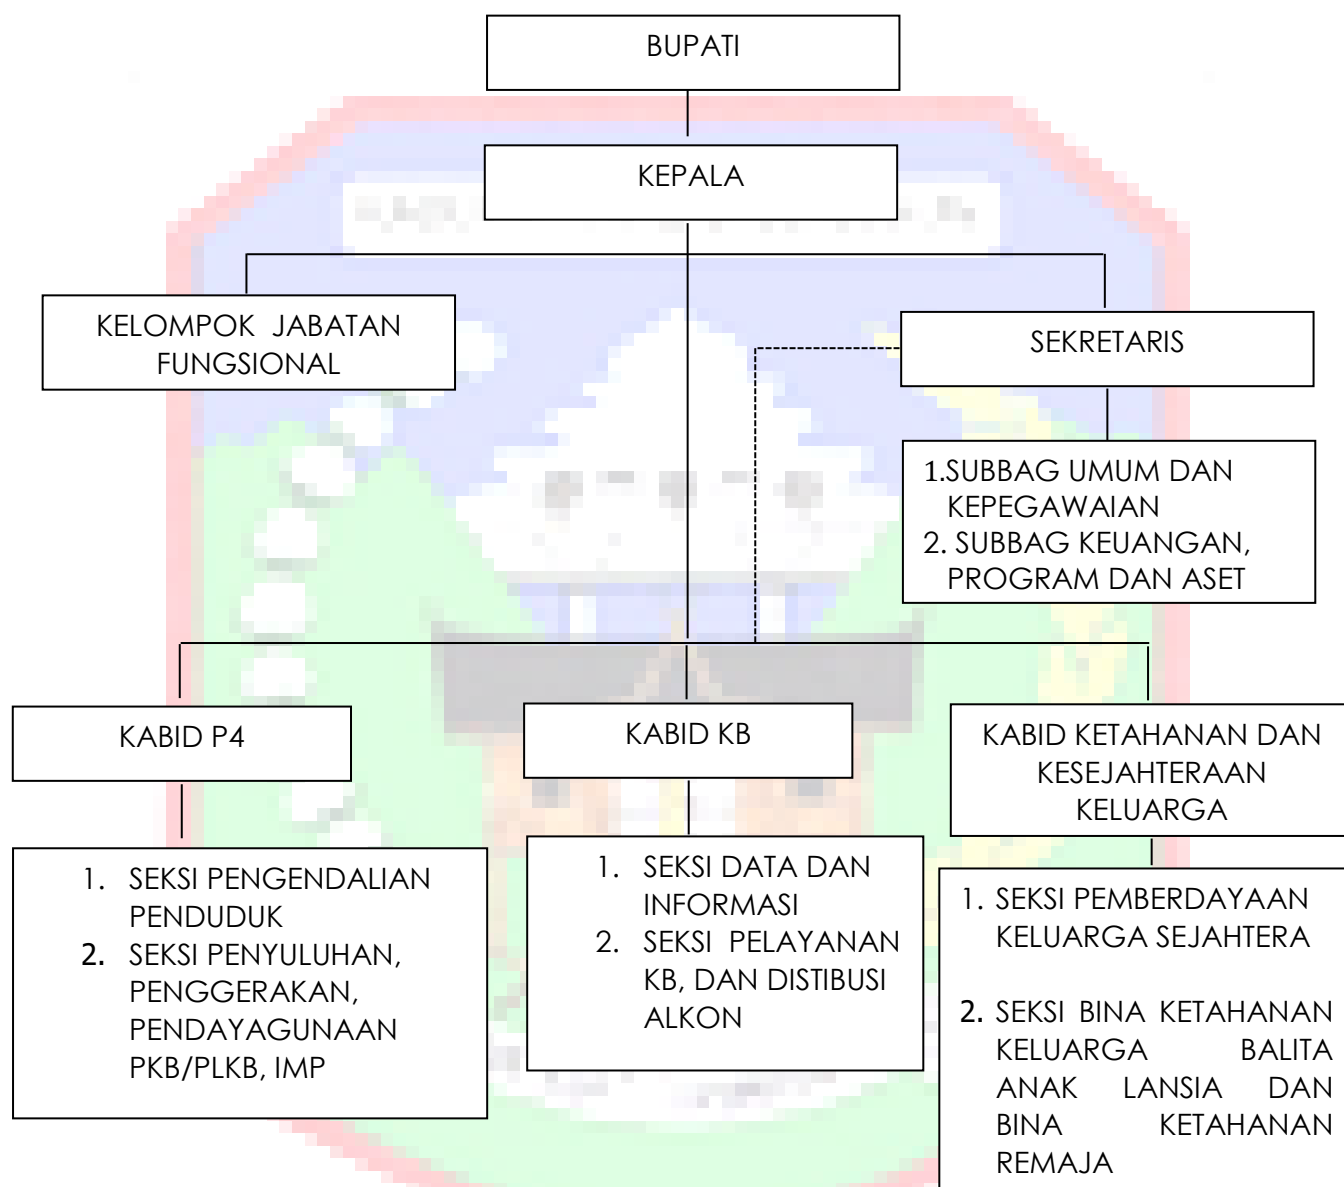 BUPATI
KEPALA
KELOMPOK JABATAN
FUNGSIONAL
SEKRETARIS
1.SUBBAG UMUM DAN
KEPEGAWAIAN
2. SUBBAG KEUANGAN,
PROGRAM DAN ASET
KABID P4
KABID KB
KABID KETAHANAN DAN
KESEJAHTERAAN
KELUARGA
1. SEKSI PENGENDALIAN
PENDUDUK
2. SEKSI PENYULUHAN,
PENGGERAKAN,
PENDAYAGUNAAN
PKB/PLKB, IMP
1. SEKSI DATA DAN
INFORMASI
2. SEKSI PELAYANAN
KB, DAN DISTIBUSI
ALKON
1. SEKSI PEMBERDAYAAN
KELUARGA SEJAHTERA
2. SEKSI BINA KETAHANAN
KELUARGA BALITA
ANAK LANSIA DAN
BINA KETAHANAN
REMAJA